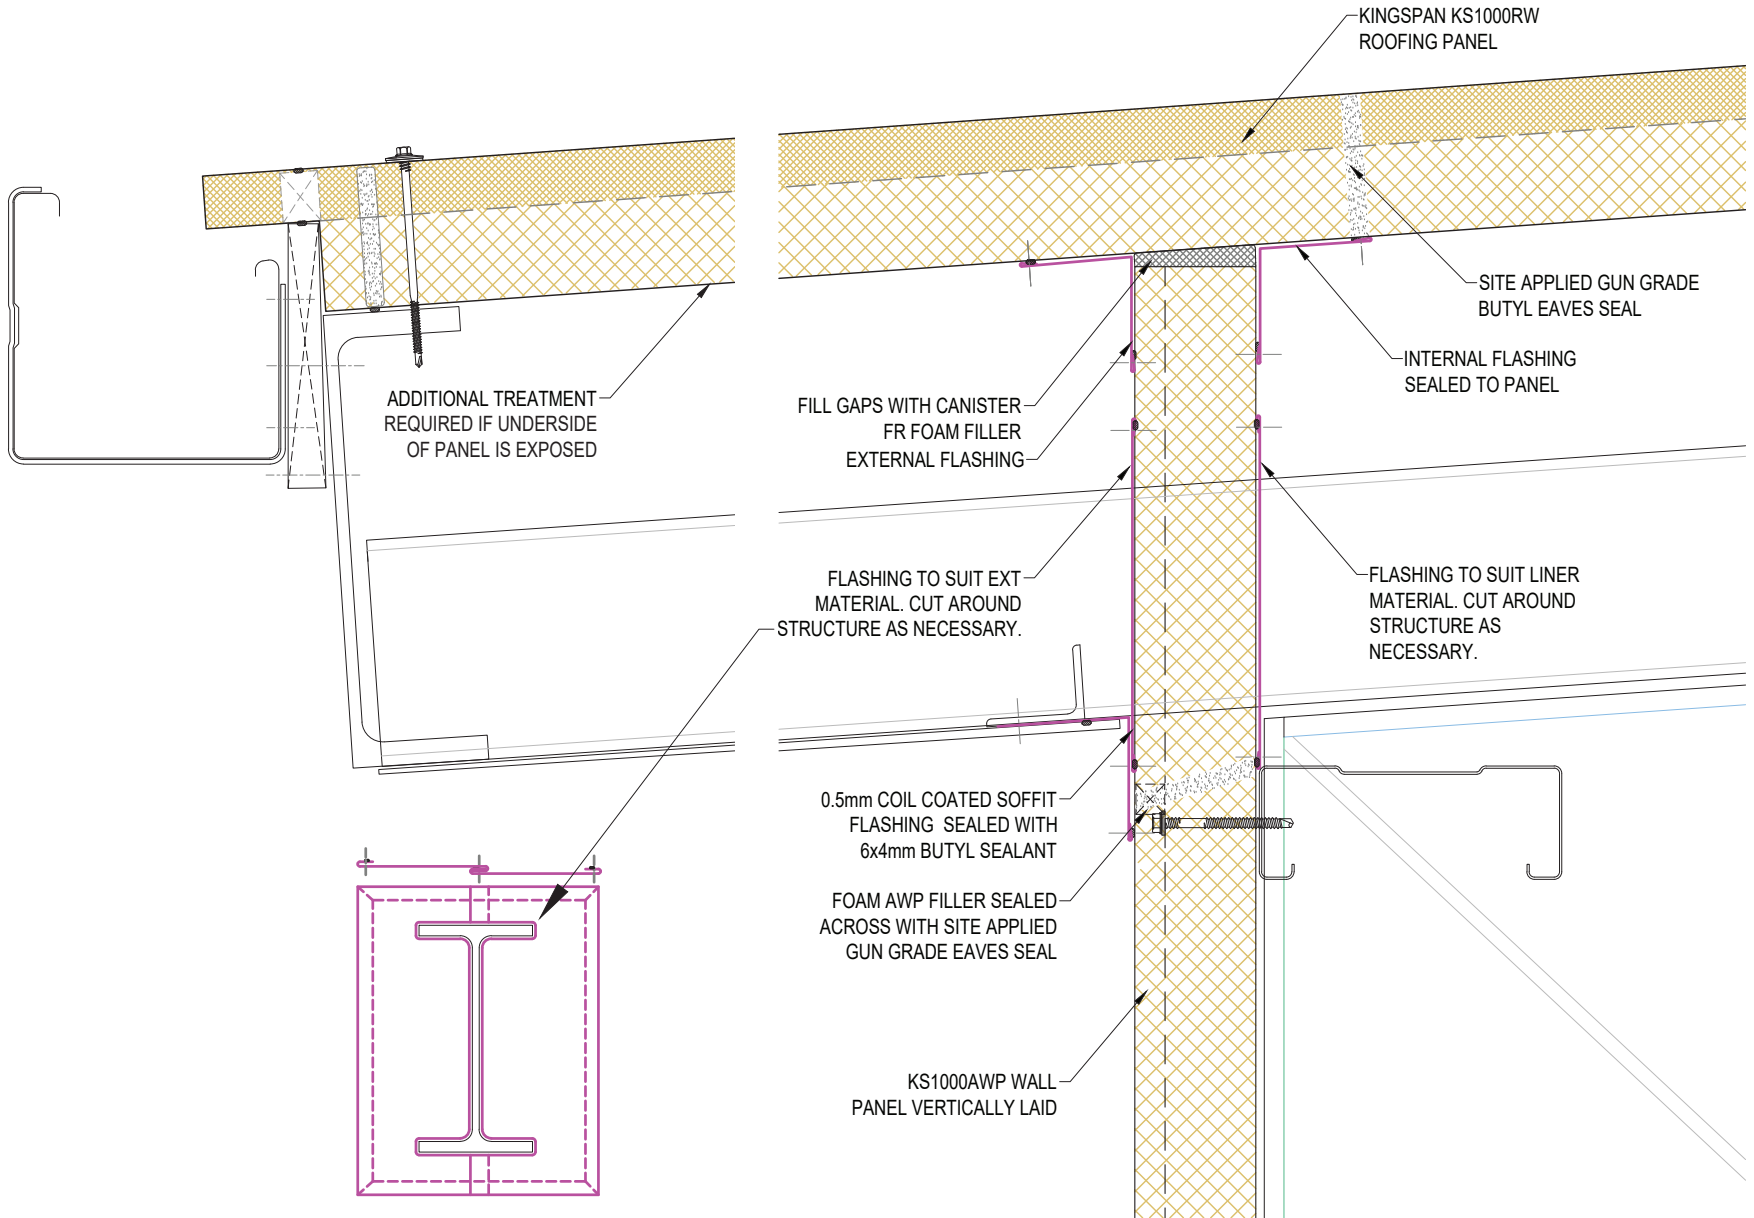 KINGSPAN KS1000RW
ROOFING PANEL
SITE APPLIED GUN GRADE
BUTYL EAVES SEAL
INTERNAL FLASHING
SEALED TO PANEL
ADDITIONAL TREATMENT
REQUIRED IF UNDERSIDE
OF PANEL IS EXPOSED
FILL GAPS WITH CANISTER
FR FOAM FILLER
EXTERNAL FLASHING
FLASHING TO SUIT EXT
MATERIAL. CUT AROUND
STRUCTURE AS NECESSARY.
FLASHING TO SUIT LINER
MATERIAL. CUT AROUND
STRUCTURE AS
NECESSARY.
0.5mm COIL COATED SOFFIT
FLASHING SEALED WITH
6x4mm BUTYL SEALANT
FOAM AWP FILLER SEALED
ACROSS WITH SITE APPLIED
GUN GRADE EAVES SEAL
KS1000AWP WALL
PANEL VERTICALLY LAID